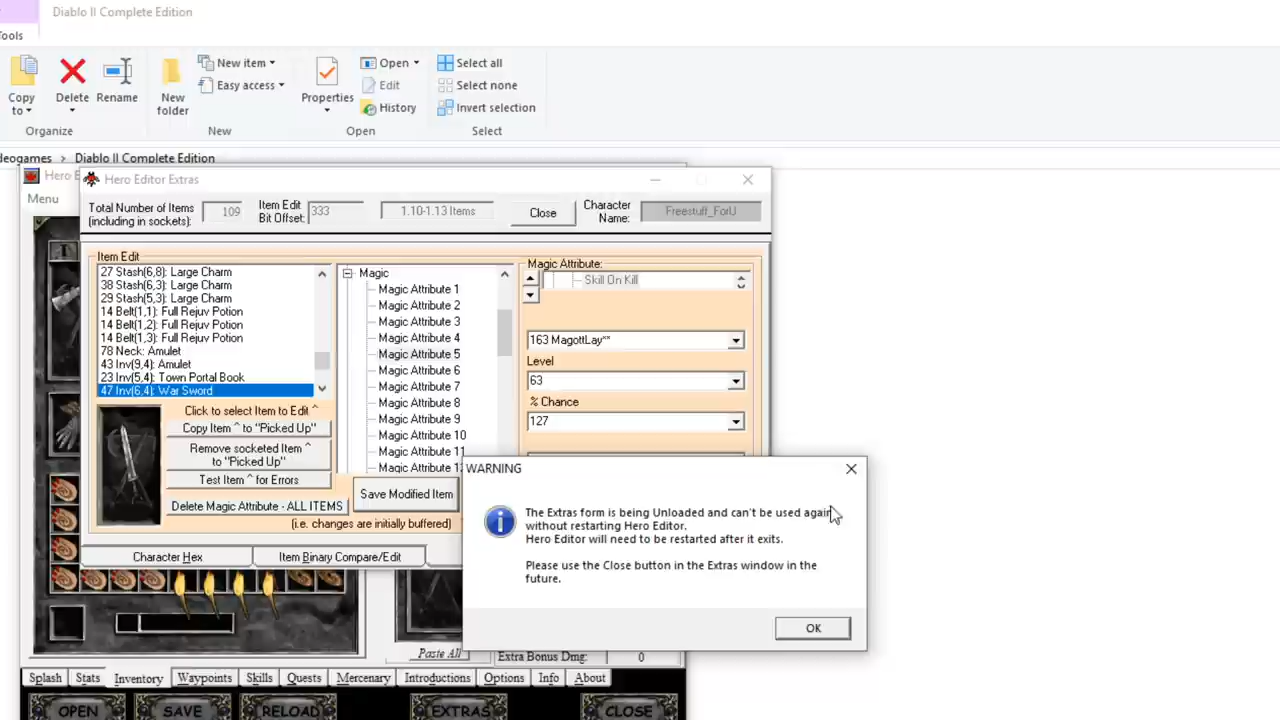 Diablo II Complete Edition
Tools
Copy to
Delete
Rename
New folder
New item
Easy access
Properties
Open
Edit
History
Select all
Select none
Invert selection
Organize
New
Open
Select
deogames > Diablo II Complete Edition
Hero E
Hero Editor Extras
Menu
Total Number of Items (including in sockets)
109
Item Edit Bit Offset:
333
1.10-1.13 Items
Close
Character Name:
Freestuff_ForU
Item Edit
27 Stash(6,8): Large Charm
38 Stash(6,3): Large Charm
29 Stash(5,3): Large Charm
14 Belt(1,1): Full Rejuv Potion
14 Belt(1,2): Full Rejuv Potion
14 Belt(1,3): Full Rejuv Potion
78 Neck: Amulet
43 Inv(9,4): Amulet
23 Inv(5,4): Town Portal Book
47 Inv(6,4): War Sword
Magic
Magic Attribute 1
Magic Attribute 2
Magic Attribute 3
Magic Attribute 4
Magic Attribute 5
Magic Attribute 6
Magic Attribute 7
Magic Attribute 8
Magic Attribute 9
Magic Attribute 10
Magic Attribute 11
Magic Attribute 1
Magic Attribute:
Skill On Kill
163 MagottLay**
Level
63
% Chance
127
Click to select Item to Edit ^
Copy Item ^ to "Picked Up"
Remove socketed Item ^
to "Picked Up"
Test Item ^ for Errors
Delete Magic Attribute - ALL ITEMS
Save Modified Item
(i.e. changes are initially buffered)
Character Hex
Item Binary Compare/Edit
WARNING
The Extras form is being Unloaded and can't be used again
without restarting Hero Editor.
Hero Editor will need to be restarted after it exits.
Please use the Close button in the Extras window in the
future.
OK
Paste All
Extra Bonus Dmg:
0
Splash
Stats
Inventory
Waypoints
Skills
Quests
Mercenary
Introductions
Options
Info
About
OPEN
SAVE
RELOAD
EXTRAS
CLOSE